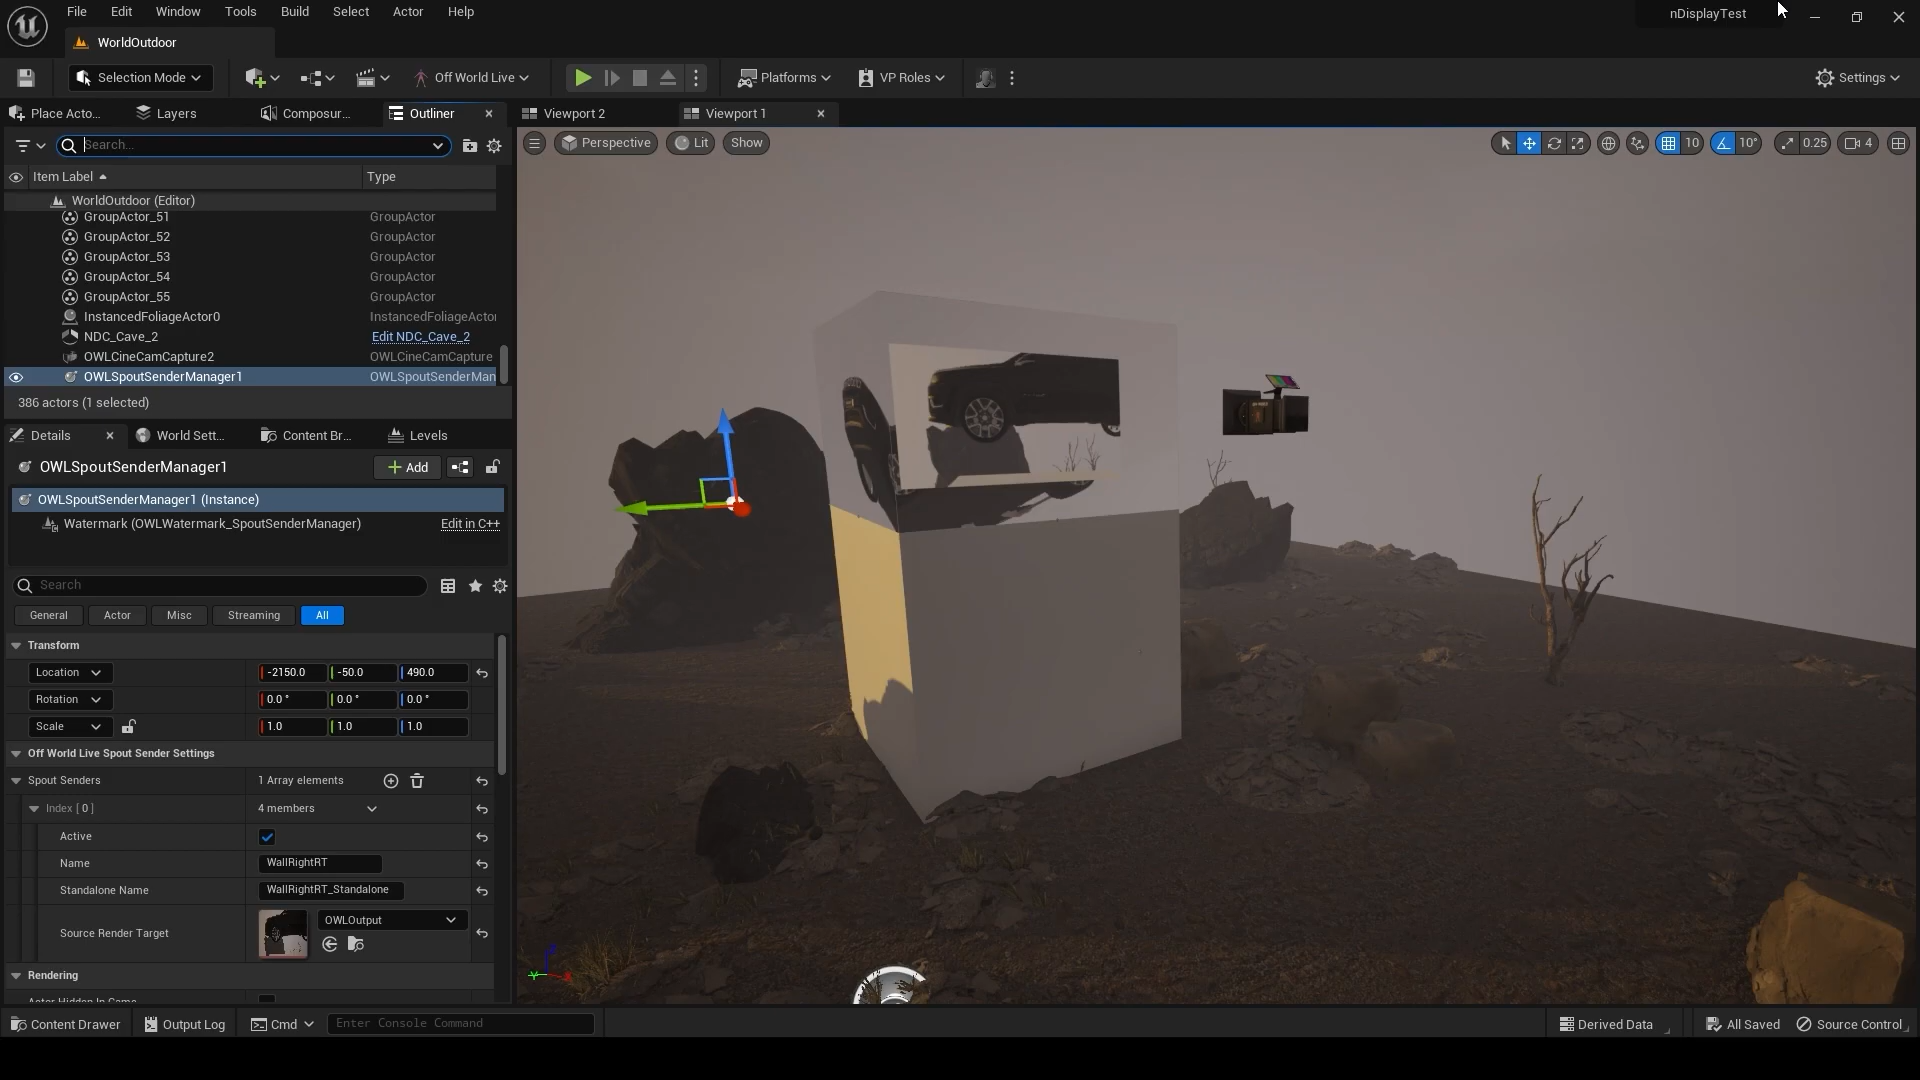 File Edit Window Tools Build Select Actor Help
nDisplayTest
WorldOutdoor
Selection Mode
Off World Live
Platforms
VP Roles
Settings
Place Acto...
Layers
Composur...
Outliner
Viewport 2
Viewport 1
Search...
Perspective
Lit
Show
10
10°
0.25
4
Item Label
Type
WorldOutdoor (Editor)
GroupActor_51 GroupActor
GroupActor_52 GroupActor
GroupActor_53 GroupActor
GroupActor_54 GroupActor
GroupActor_55 GroupActor
InstancedFoliageActor0 InstancedFoliageActo
NDC_Cave_2 Edit NDC_Cave_2
OWLCineCamCapture2 OWLCineCamCapture
OWLSpoutSenderManager1 OWLSpoutSenderMan
386 actors (1 selected)
Details
World Sett...
Content Br...
Levels
OWLSpoutSenderManager1
Add
OWLSpoutSenderManager1 (Instance)
Watermark (OWLWatermark_SpoutSenderManager) Edit in C++
Search
General Actor Misc Streaming All
Transform
Location -2150.0 -50.0 490.0
Rotation 0.0 ° 0.0 ° 0.0 °
Scale 1.0 1.0 1.0
Off World Live Spout Sender Settings
Spout Senders 1 Array elements
Index [ 0 ] 4 members
Active
Name WallRightRT
Standalone Name WallRightRT_Standalone
Source Render Target OWLOutput
Rendering
Actor Hidden In Game
Content Drawer
Output Log
Cmd
Enter Console Command
Derived Data
All Saved
Source Control